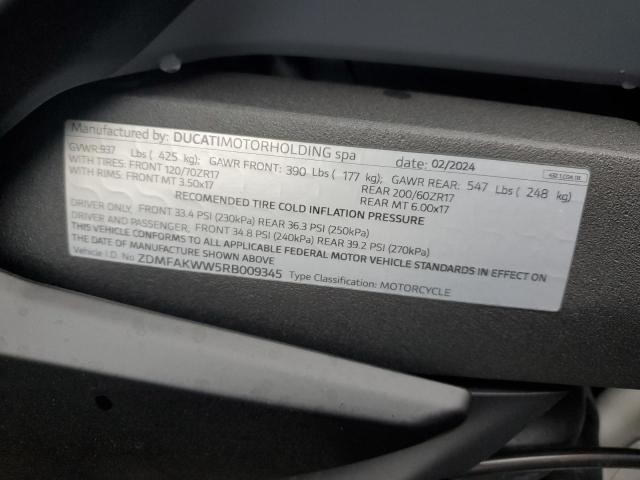 Manufactured by: DUCATIMOTORHOLDING spa date: 02/2024
GVWR:937 Lbs ( 425 kg); GAWR FRONT: 390 Lbs ( 177 kg); GAWR REAR: 547 Lbs ( 248 kg)
WITH TIRES: FRONT 120/70ZR17 REAR 200/60ZR17
WITH RIMS: FRONT MT 3.50x17 REAR MT 6.00x17
RECOMMENDED TIRE COLD INFLATION PRESSURE
DRIVER ONLY, FRONT 33.4 PSI (230kPa) REAR 36.3 PSI (250kPa)
DRIVER AND PASSENGER, FRONT 34.8 PSI (240kPa) REAR 39.2 PSI (270kPa)
THIS VEHICLE CONFORMS TO ALL APPLICABLE FEDERAL MOTOR VEHICLE STANDARDS IN EFFECT ON
THE DATE OF MANUFACTURE SHOWN ABOVE
Vehicle I.D. No ZDMFAKWW5RB009345 Type Classification: MOTORCYCLE